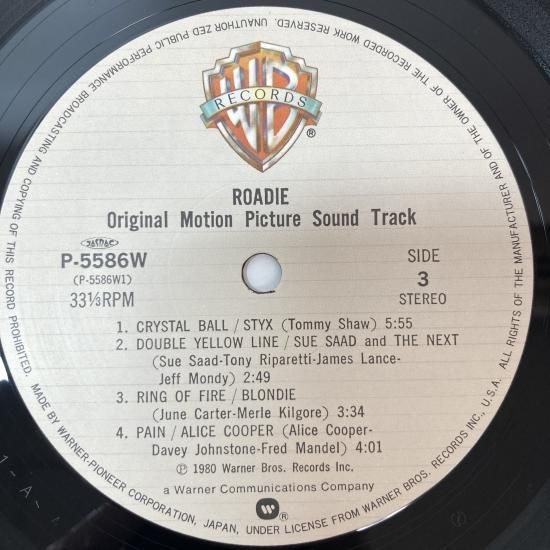 WB
RECORDS
®
ROADIE
Original Motion Picture Sound Track
JASRAC
P-5586W
(P-5586W1)
33⅓RPM
SIDE
3
STEREO
1. CRYSTAL BALL / STYX (Tommy Shaw) 5:55
2. DOUBLE YELLOW LINE / SUE SAAD and THE NEXT
(Sue Saad-Tony Riparetti-James Lance-
Jeff Mondy) 2:49
3. RING OF FIRE / BLONDIE
(June Carter-Merle Kilgore) 3:34
4. PAIN / ALICE COOPER (Alice Cooper-
Davey Johnstone-Fred Mandel) 4:01
℗ 1980 Warner Bros. Records Inc.
a Warner Communications Company
®
MADE BY WARNER-PIONEER CORPORATION, JAPAN, UNDER LICENSE FROM WARNER BROS. RECORDS INC., U.S.A. ALL RIGHTS OF THE MANUFACTURER AND OF THE OWNER OF THE RECORDED WORK RESERVED. UNAUTHORIZED PUBLIC PERFORMANCE BROADCASTING AND COPYING OF THIS RECORD PROHIBITED.
1-A-